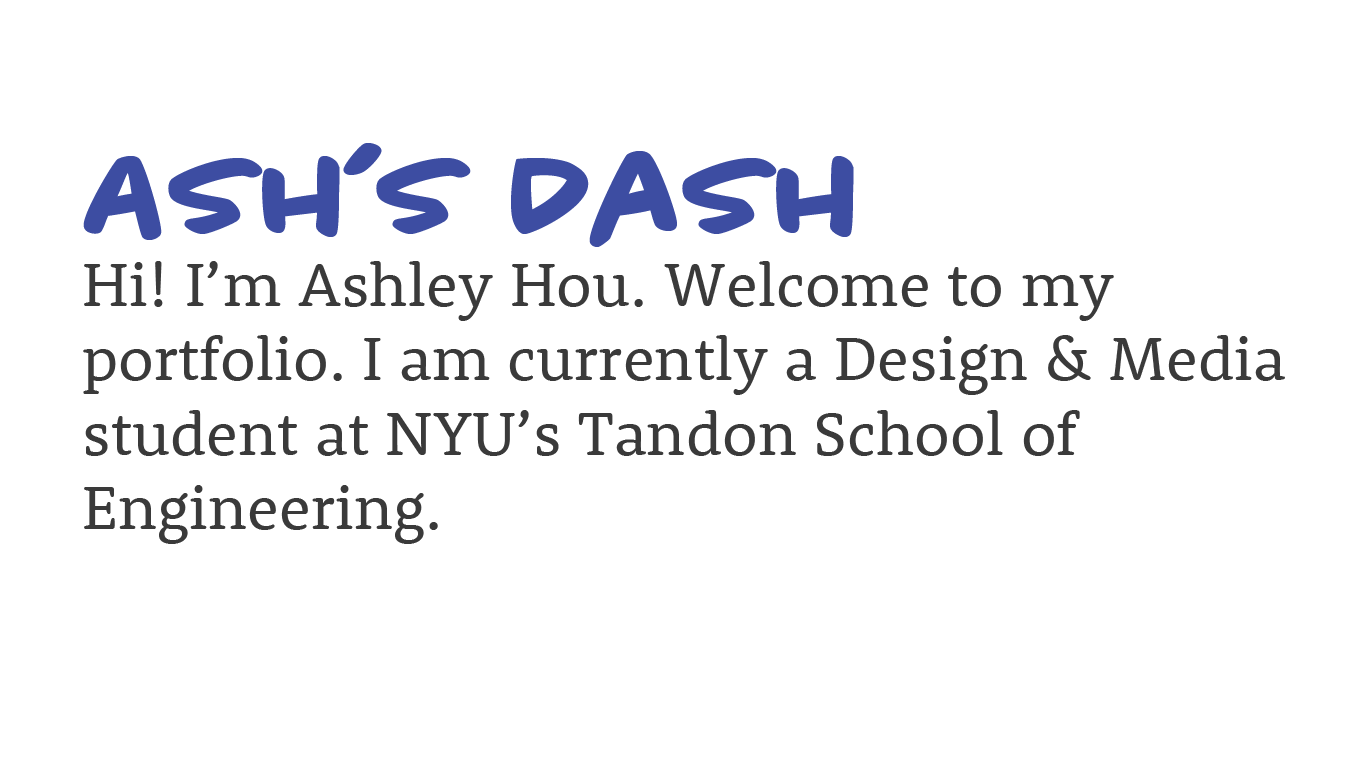 ASH'S DASH
Hi! I’m Ashley Hou. Welcome to my
portfolio. I am currently a Design & Media
student at NYU’s Tandon School of
Engineering.